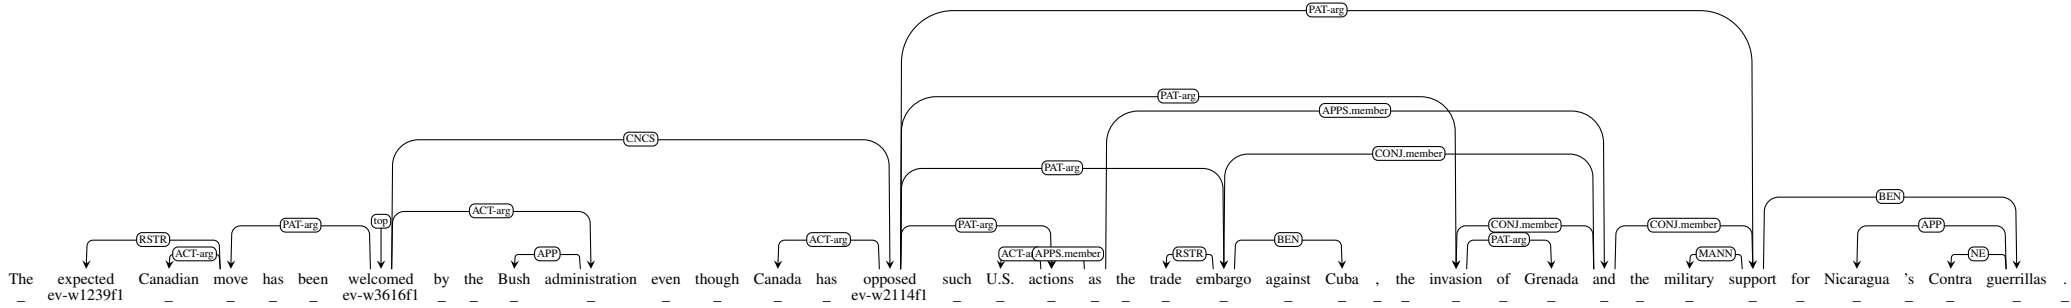 PAT-arg
PAT-arg
APPS.member
CNCS
CONJ.member
PAT-arg
BEN
top ACT-arg
PAT-arg PAT-arg CONJ.member CONJ.member APP
RSTR ACT-arg BEN PAT-arg
ACT-arg APP APPS.member RSTR MANN NE
The expected Canadian move has been welcomed by the Bush administration even though Canada has opposed such U.S. actions as the trade embargo against Cuba , the invasion of Grenada and the military support for Nicaragua 's Contra guerrillas .
_ ev-w1239f1 _ _ _ _ ev-w3616f1 _ _ _ _ _ _ _ _ ev-w2114f1 _ _ _ _ _ _ _ _ _ _ _ _ _ _ _ _ _ _ _ _ _ _ _ _